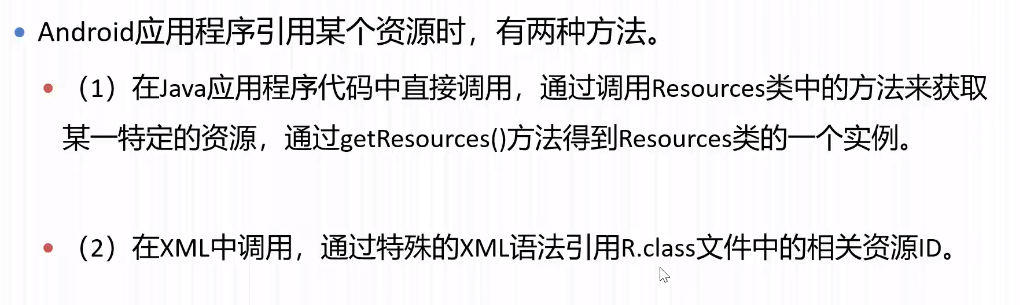 Android应用程序引用某个资源时，有两种方法。
（1）在Java应用程序代码中直接调用，通过调用Resources类中的方法来获取
某一特定的资源，通过getResources()方法得到Resources类的一个实例。
（2）在XML中调用，通过特殊的XML语法引用R.class文件中的相关资源ID。